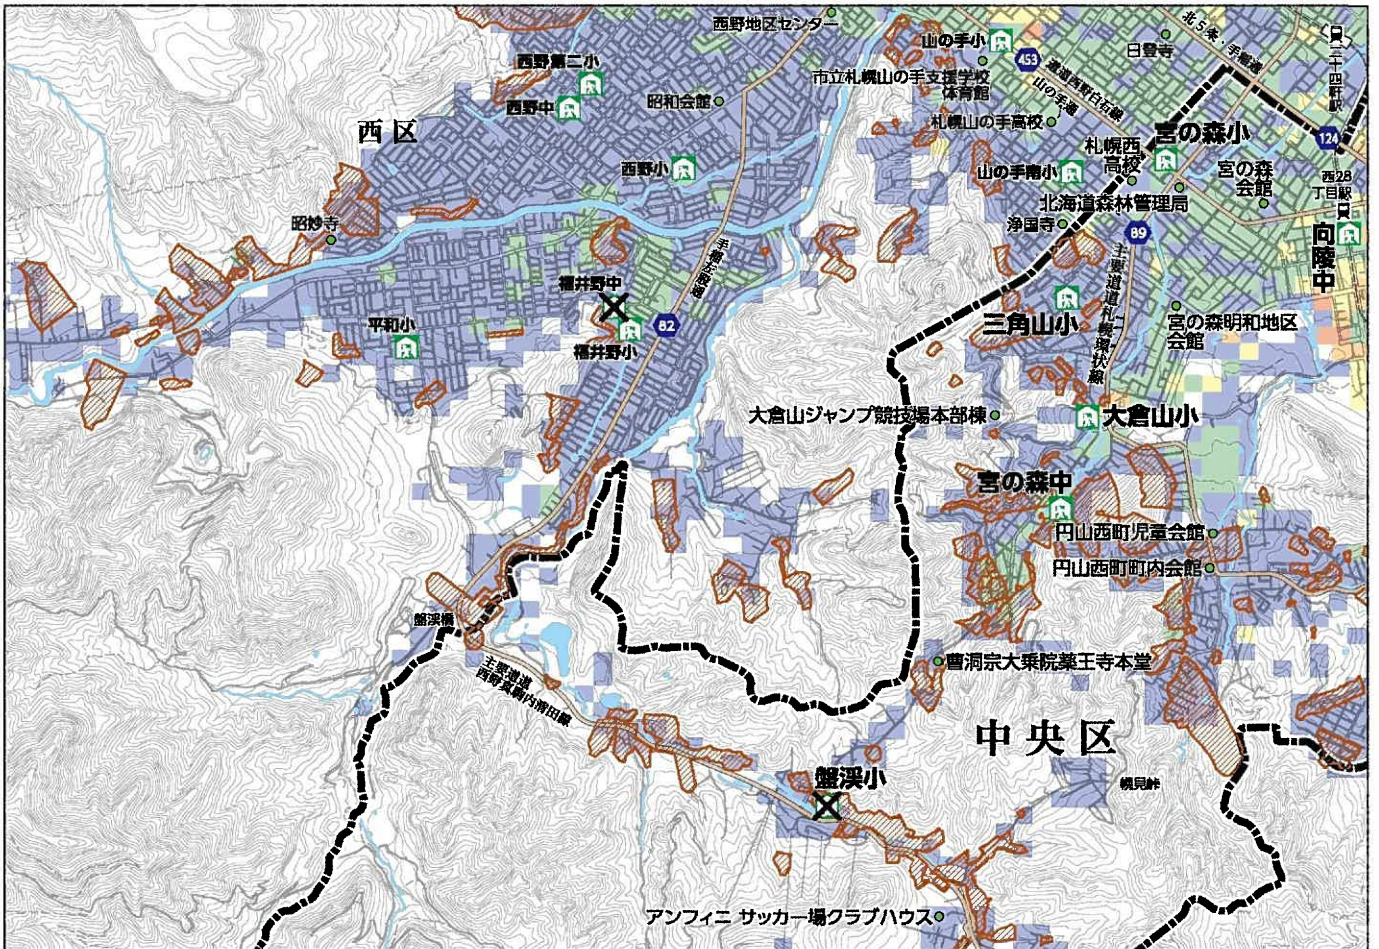 西野地区センター
山の手小
北5条・手稲通
日登寺
二十四軒駅
453
西野第二小
西野中
昭和会館
市立札幌山の手支援学校
体育館
山の手通
道道西野白石線
札幌山の手高校
西区
宮の森小
124
札幌西
高校
西野小
山の手南小
宮の森
会館
西28
丁目駅
北海道森林管理局
昭妙寺
浄国寺
89
向陵中
手稲左股通
福井野中
平和小
82
福井野小
三角山小
主要道道札幌環状線
宮の森明和地区
会館
大倉山ジャンプ競技場本部棟
大倉山小
宮の森中
円山西町児童会館
円山西町町内会館
盤渓橋
主要道道
西野真駒内清田線
曹洞宗大乗院薬王寺本堂
中央区
盤渓小
幌見峠
アンフィニ サッカー場クラブハウス